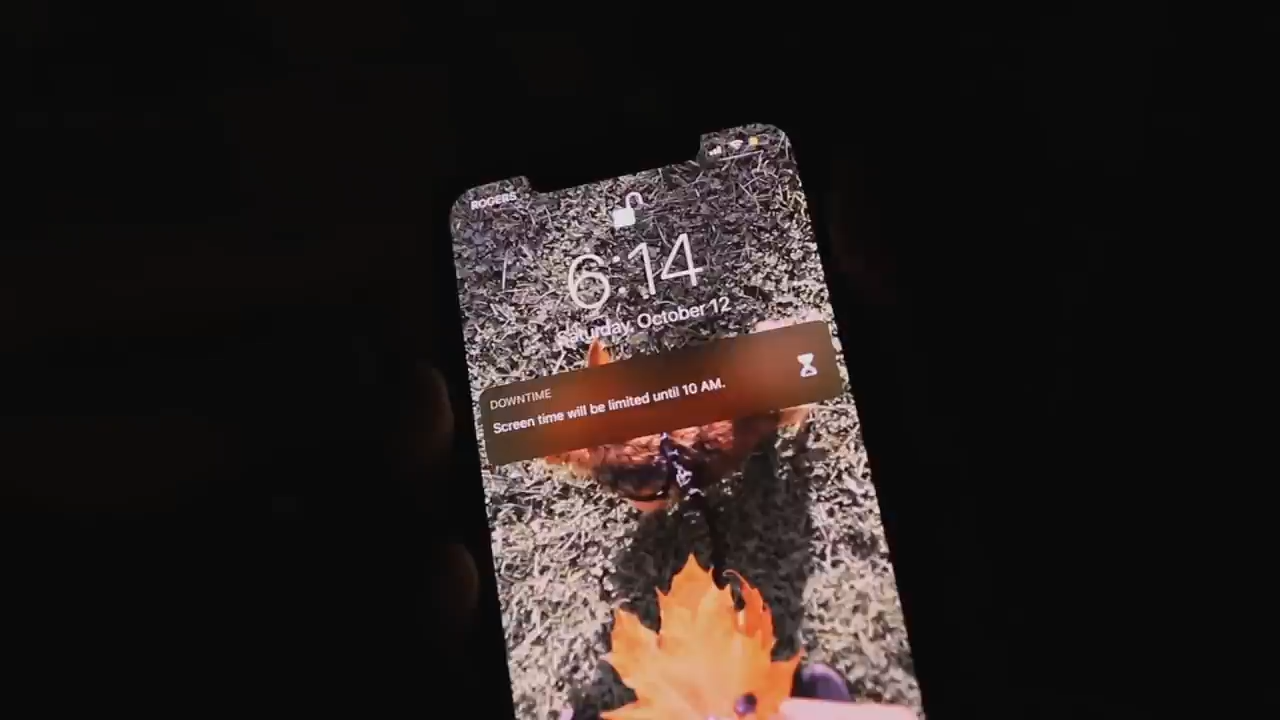 ROGERS
6:14
Saturday, October 12
DOWNTIME
Screen time will be limited until 10 AM.